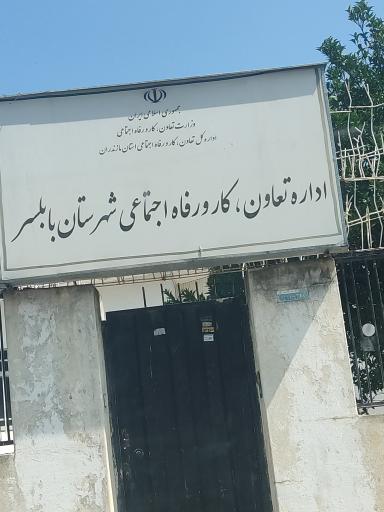 جمهوری اسلامی ایران
وزارت تعاون، کار و رفاه اجتماعی
اداره کل تعاون، کار و رفاه اجتماعی استان مازندران
اداره تعاون، کار و رفاه اجتماعی شهرستان بابلسر